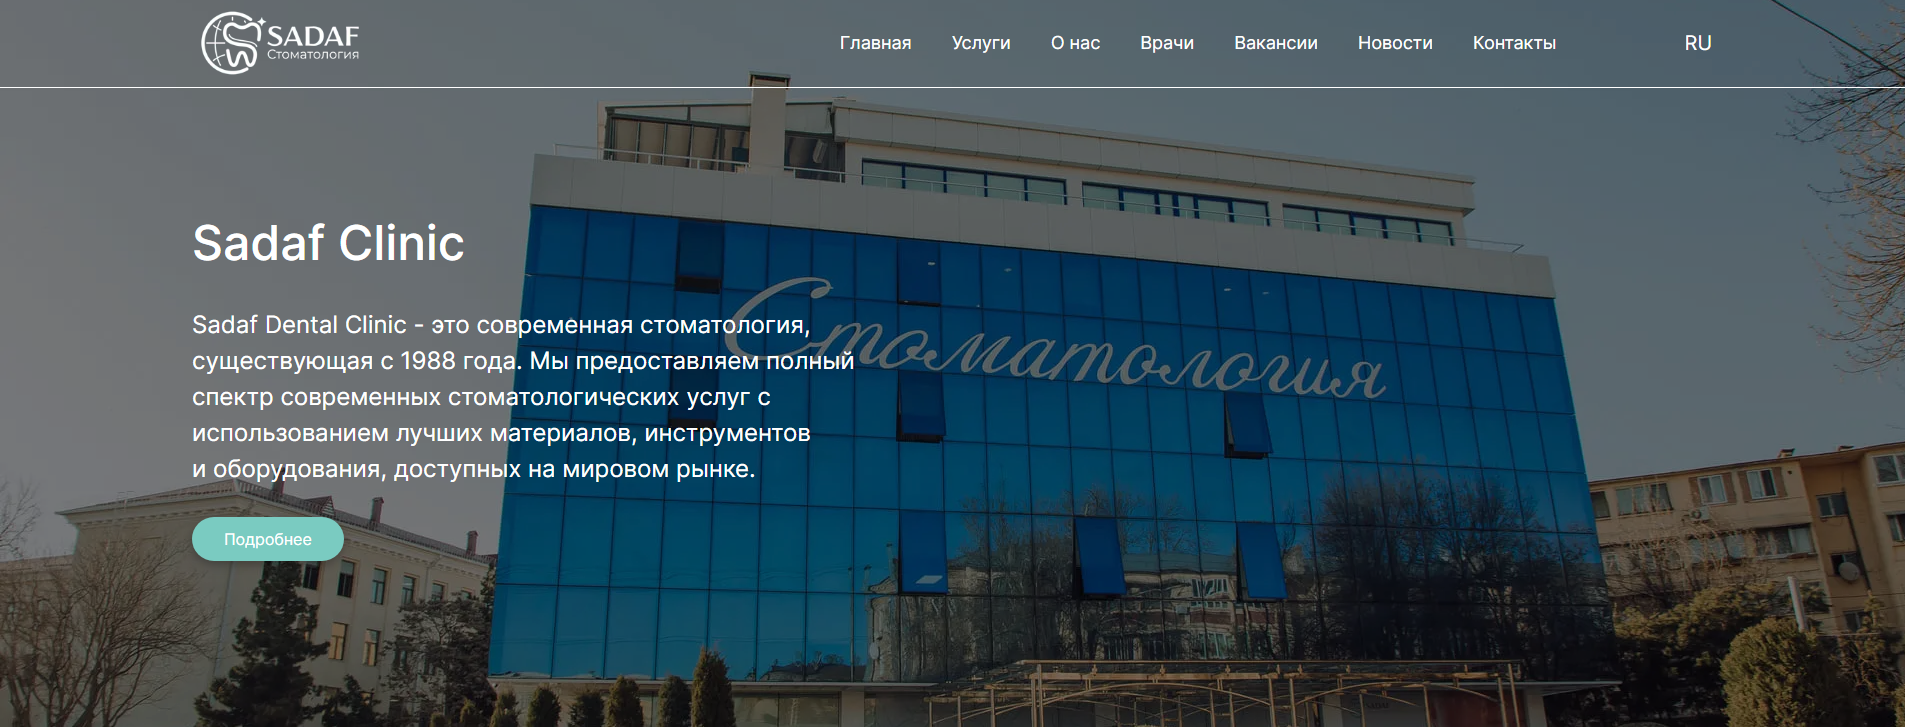 SADAF
Стоматология
Главная Услуги О нас Врачи Вакансии Новости Контакты RU
Sadaf Clinic
Sadaf Dental Clinic - это современная стоматология,
существующая с 1988 года. Мы предоставляем полный
спектр современных стоматологических услуг с
использованием лучших материалов, инструментов
и оборудования, доступных на мировом рынке.
Подробнее
Стоматология